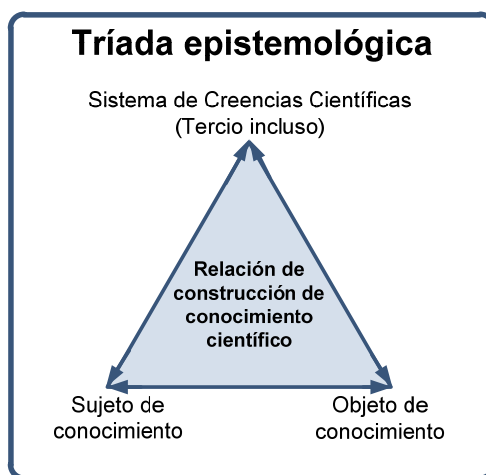 Tríada epistemológica
Sistema de Creencias Científicas
(Tercio incluso)
Relación de
construcción de
conocimiento
científico
Sujeto de
conocimiento
Objeto de
conocimiento